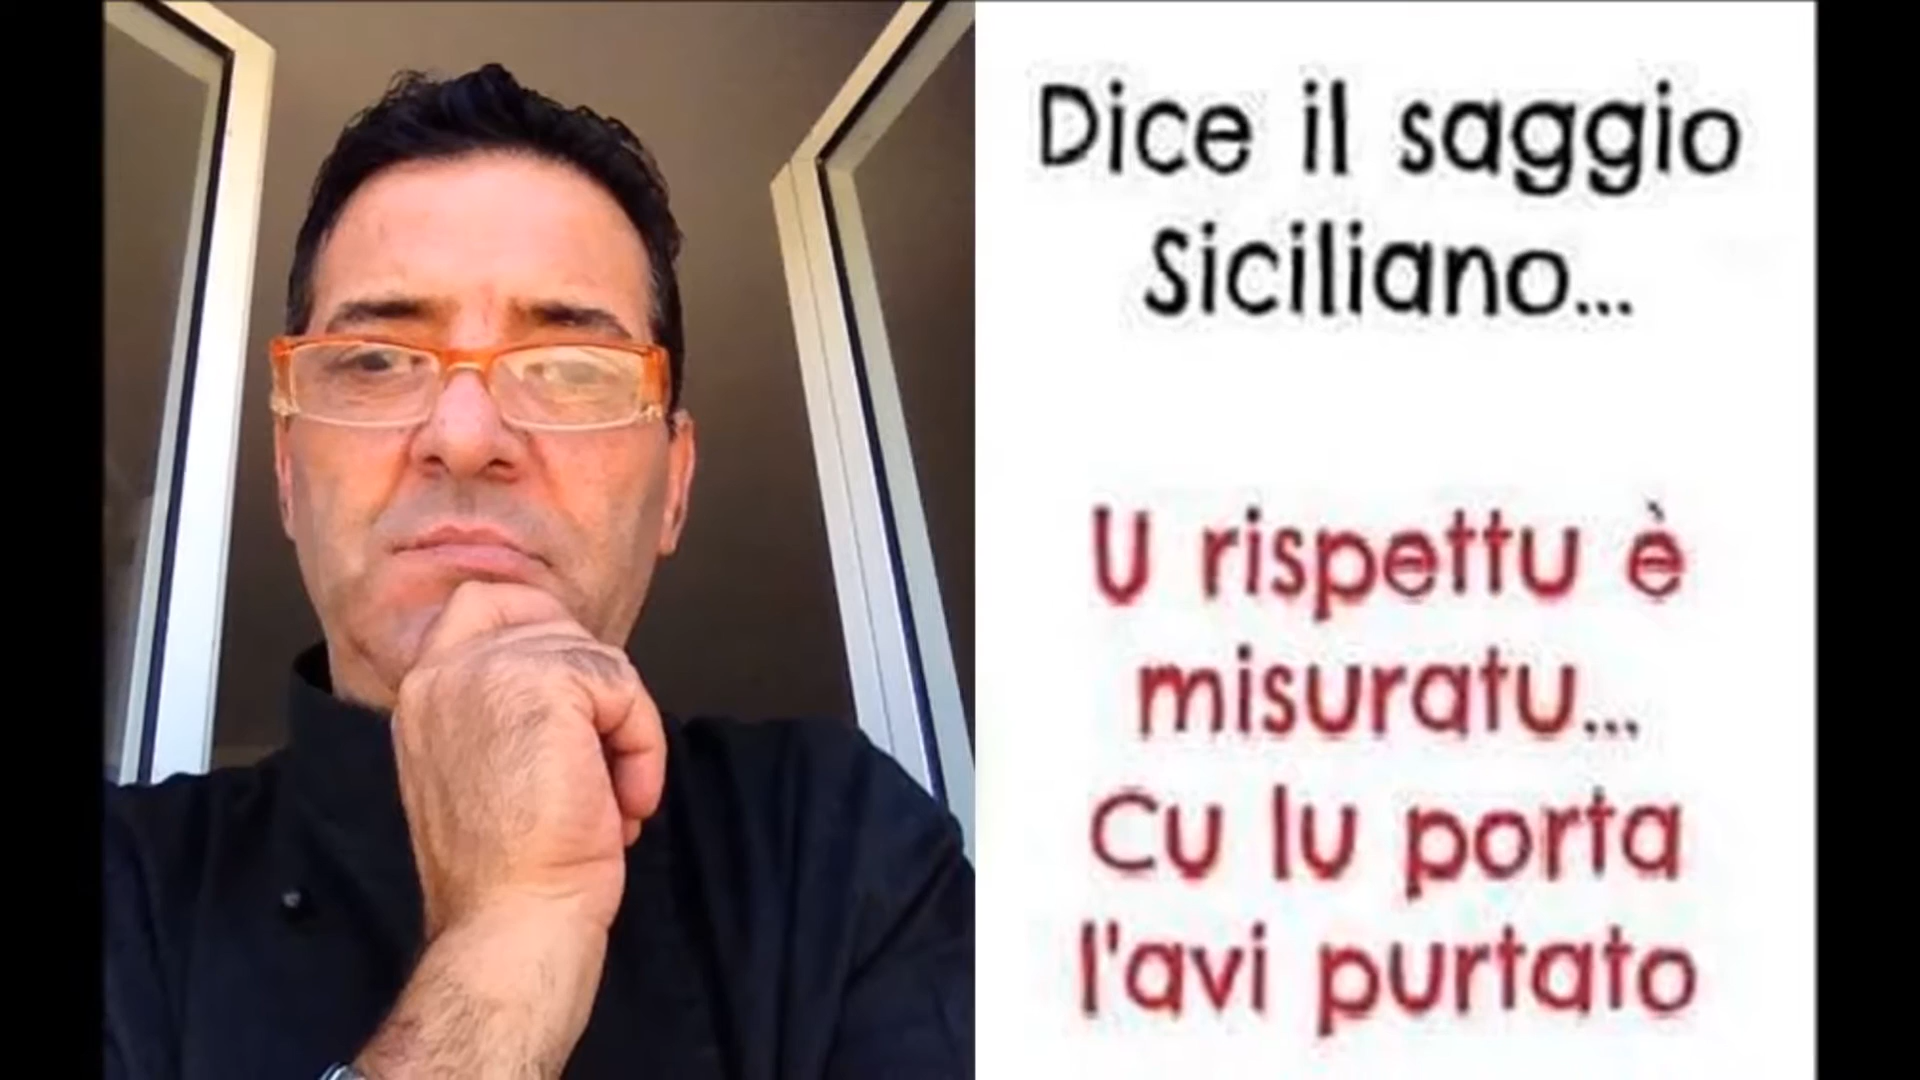 Dice il saggio
Siciliano...
U rispettu è
misuratu...
Cu lu porta
l'avi purtato